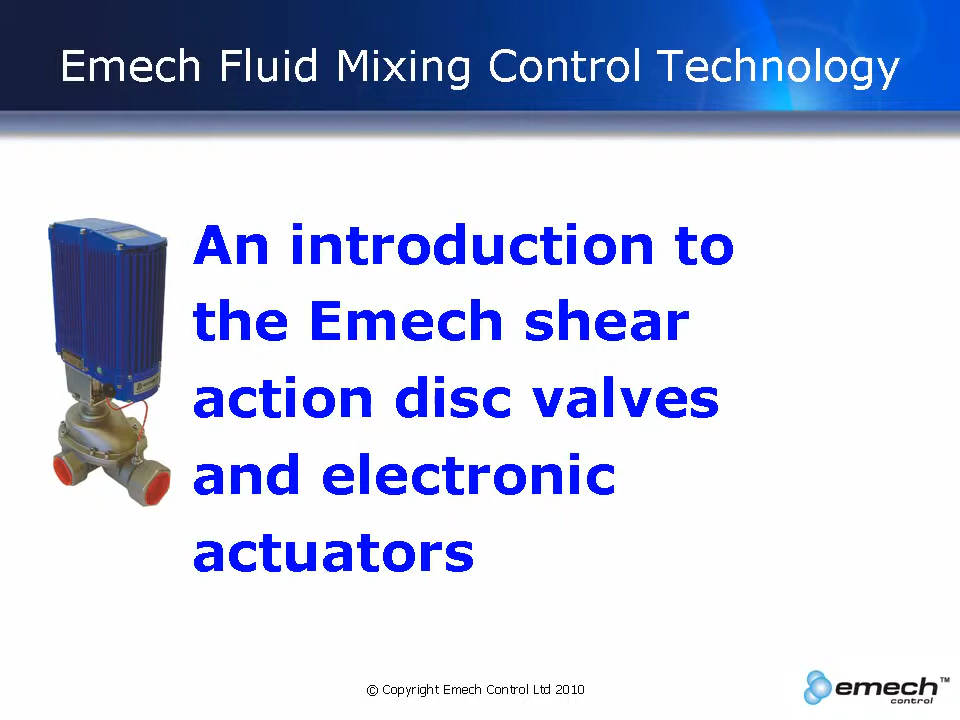 Emech Fluid Mixing Control Technology
An introduction to
the Emech shear
action disc valves
and electronic
actuators
© Copyright Emech Control Ltd 2010
emech™
control